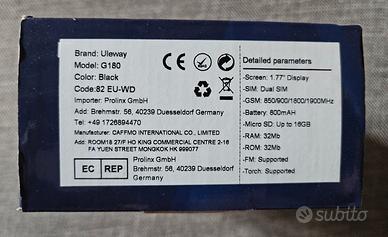 Brand: Uleway
Model: G180
Color: Black
Code:82 EU-WD
Importer: Prolinx GmbH
Add: Brehmstr. 56, 40239 Duesseldorf Germany
Tel: +49 1726894470
Manufacturer: CAFFMO INTERNATIONAL CO., LIMITED
Add: ROOM18 27/F HO KING COMMERCIAL CENTRE 2-16
FA YUEN STREET MONGKOK HK 999077
EC REP
Prolinx GmbH
Brehmstr. 56, 40239 Duesseldorf
Germany
CE
Detailed parameters
-Screen: 1.77" Display
-SIM: Dual SIM
-GSM: 850/900/1800/1900MHz
-Battery: 600mAH
-Micro SD: Up to 16GB
-RAM: 32Mb
-ROM: 32Mb
-FM: Supported
-Torch: Supported
subito